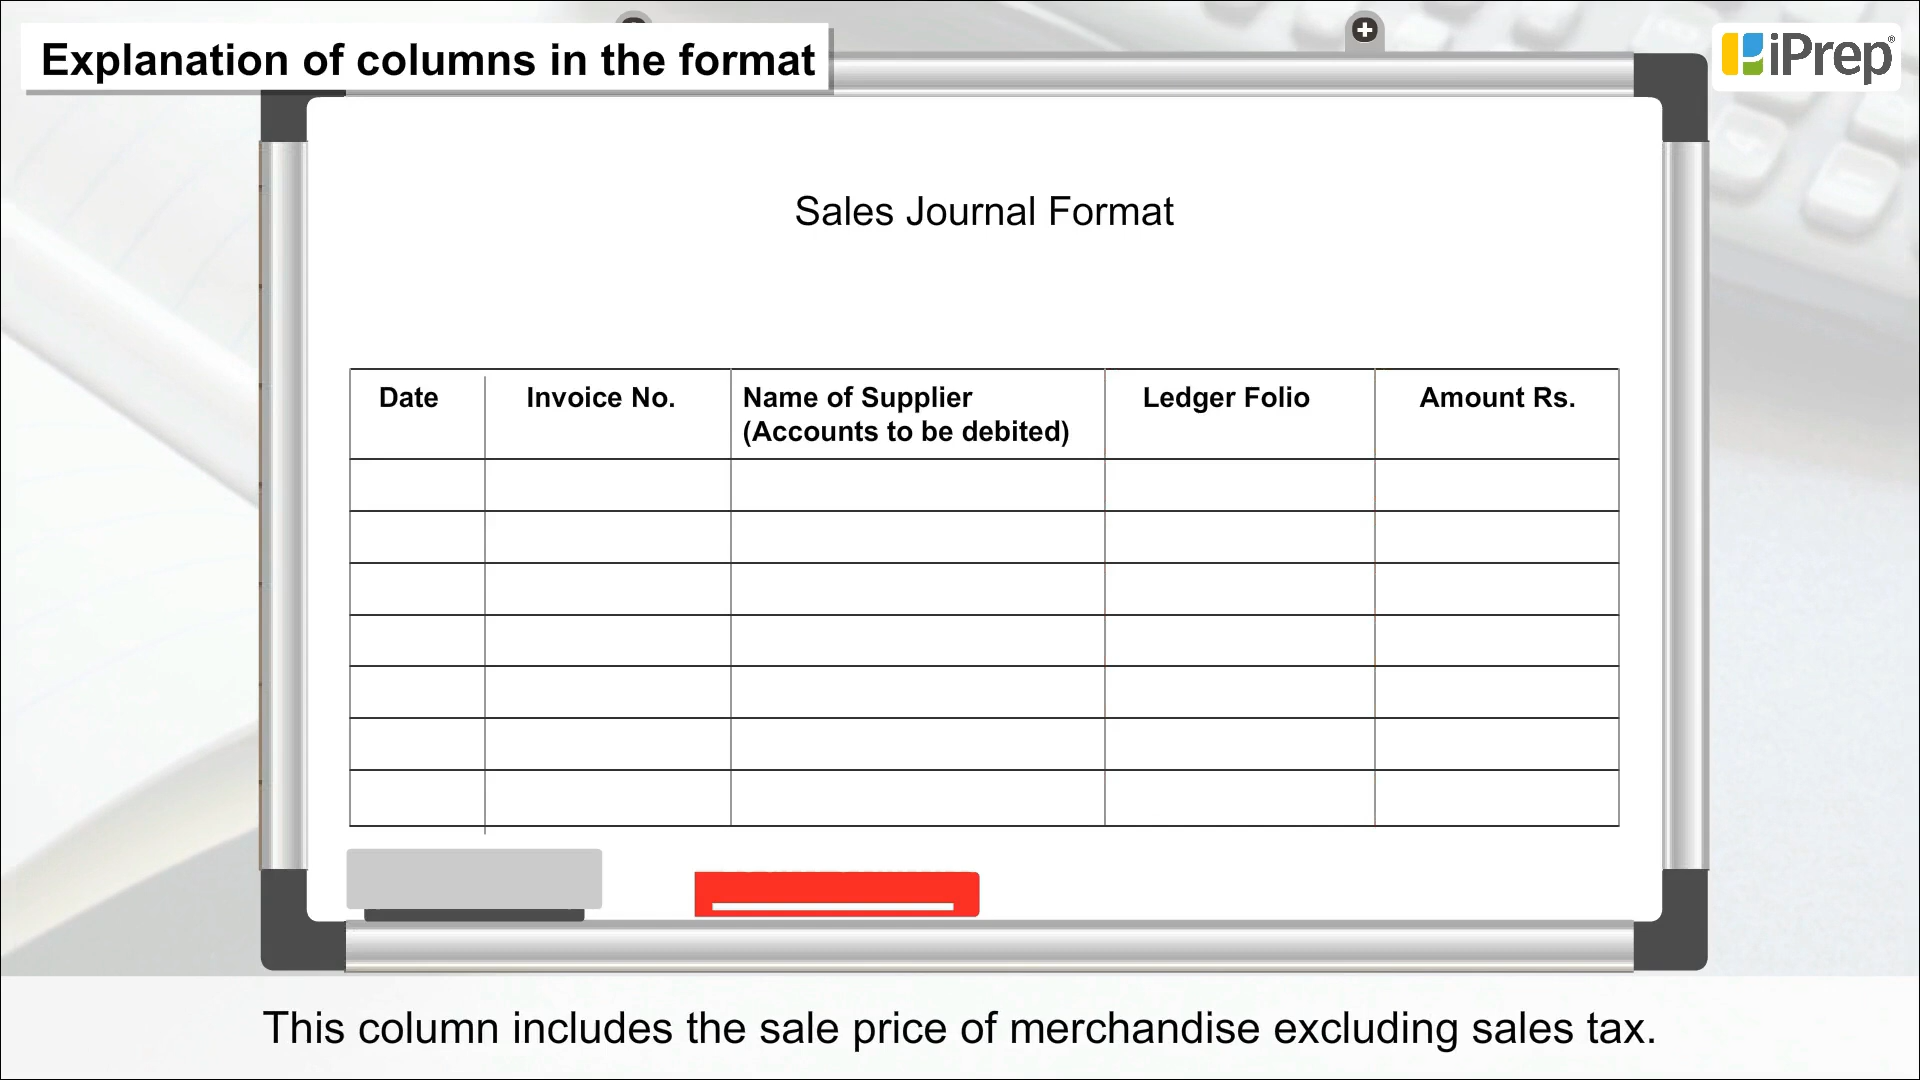 Explanation of columns in the format
iPrep®
Sales Journal Format
Date Invoice No. Name of Supplier Ledger Folio Amount Rs.
(Accounts to be debited)
This column includes the sale price of merchandise excluding sales tax.